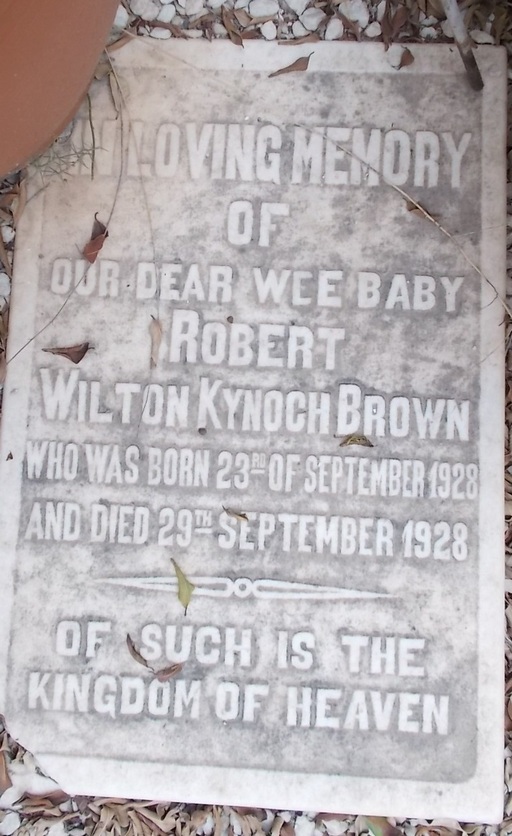 IN LOVING MEMORY
OF
OUR DEAR WEE BABY
ROBERT
WILTON KYNOCH BROWN
WHO WAS BORN 23RD OF SEPTEMBER 1928
AND DIED 29TH SEPTEMBER 1928
OF SUCH IS THE
KINGDOM OF HEAVEN